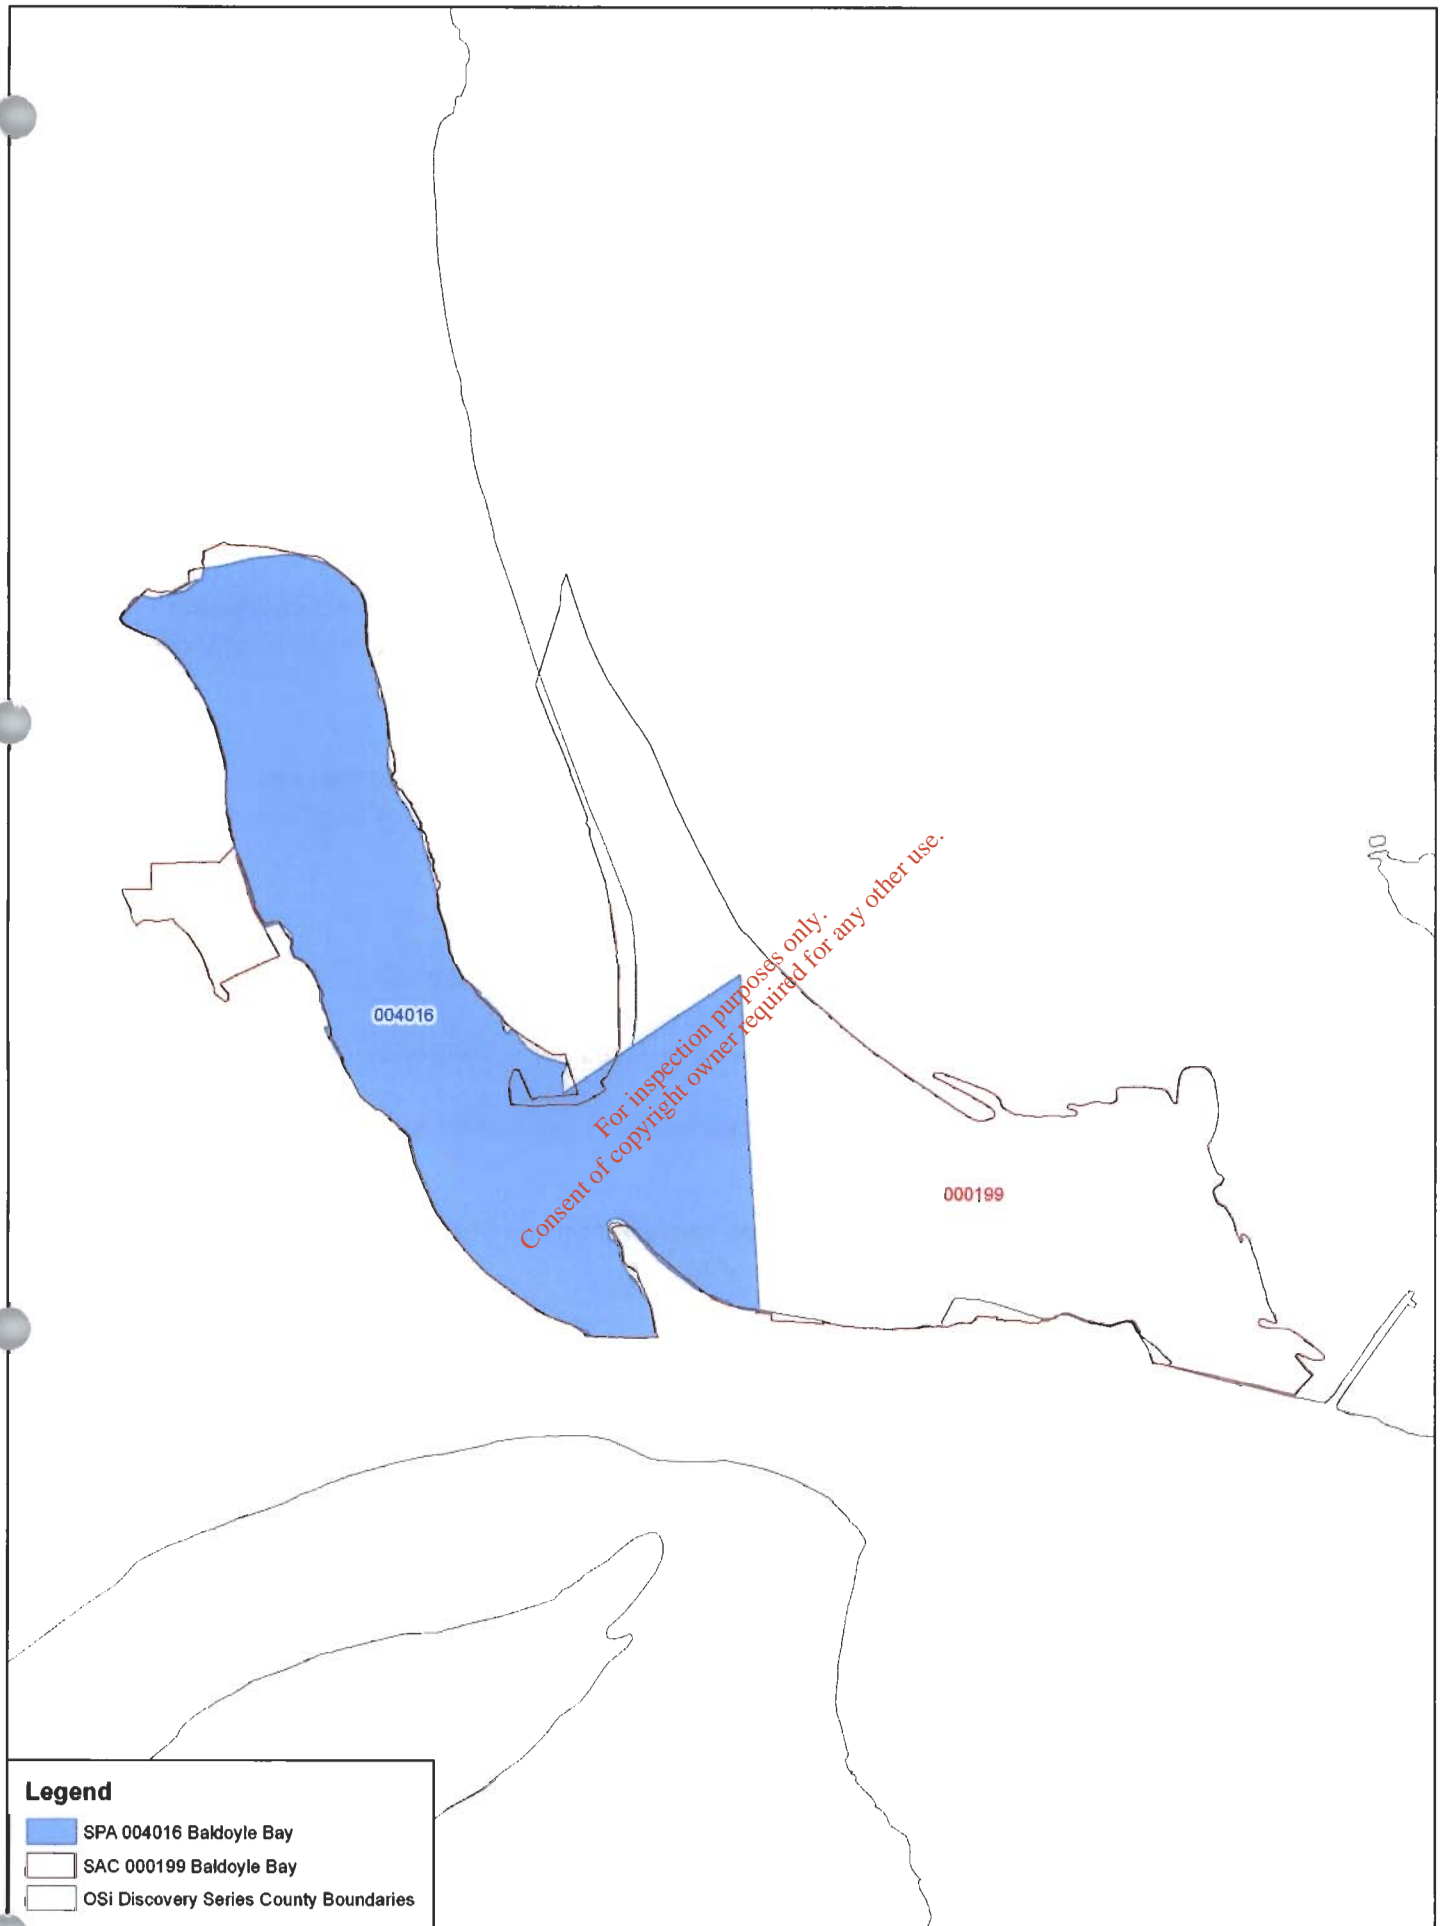 For inspection purposes only.
Consent of copyright owner required for any other use.
004016
000199
Legend
SPA 004016 Baldoyle Bay
SAC 000199 Baldoyle Bay
OSi Discovery Series County Boundaries